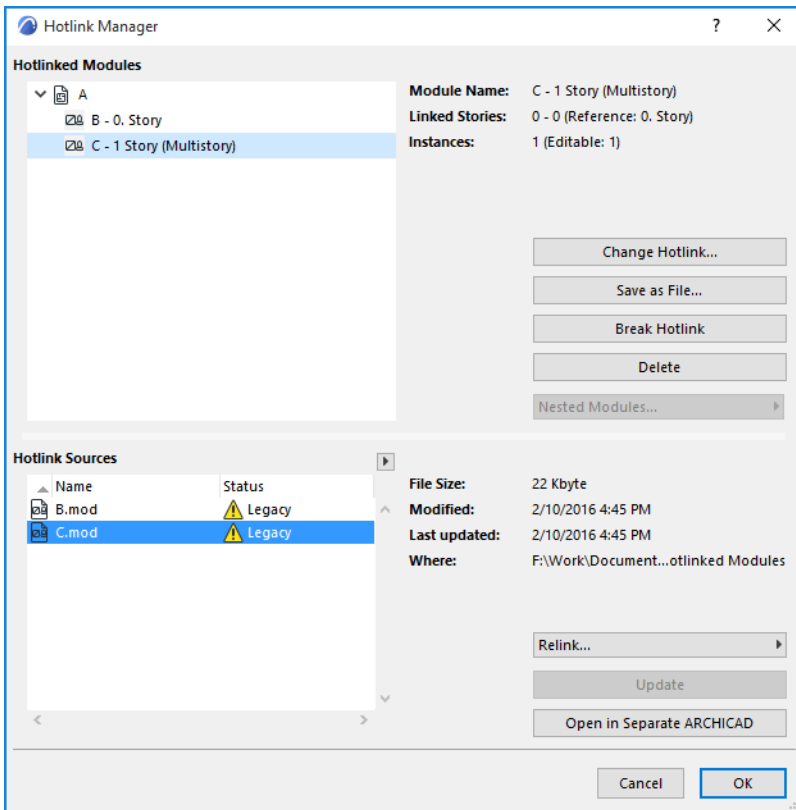 Hotlink Manager
?
Hotlinked Modules
A
B - 0. Story
C - 1 Story (Multistory)
Module Name: C - 1 Story (Multistory)
Linked Stories: 0 - 0 (Reference: 0. Story)
Instances: 1 (Editable: 1)
Change Hotlink...
Save as File...
Break Hotlink
Delete
Nested Modules...
Hotlink Sources
Name Status
B.mod Legacy
C.mod Legacy
File Size: 22 Kbyte
Modified: 2/10/2016 4:45 PM
Last updated: 2/10/2016 4:45 PM
Where: F:\Work\Document...otlinked Modules
Relink...
Update
Open in Separate ARCHICAD
Cancel OK